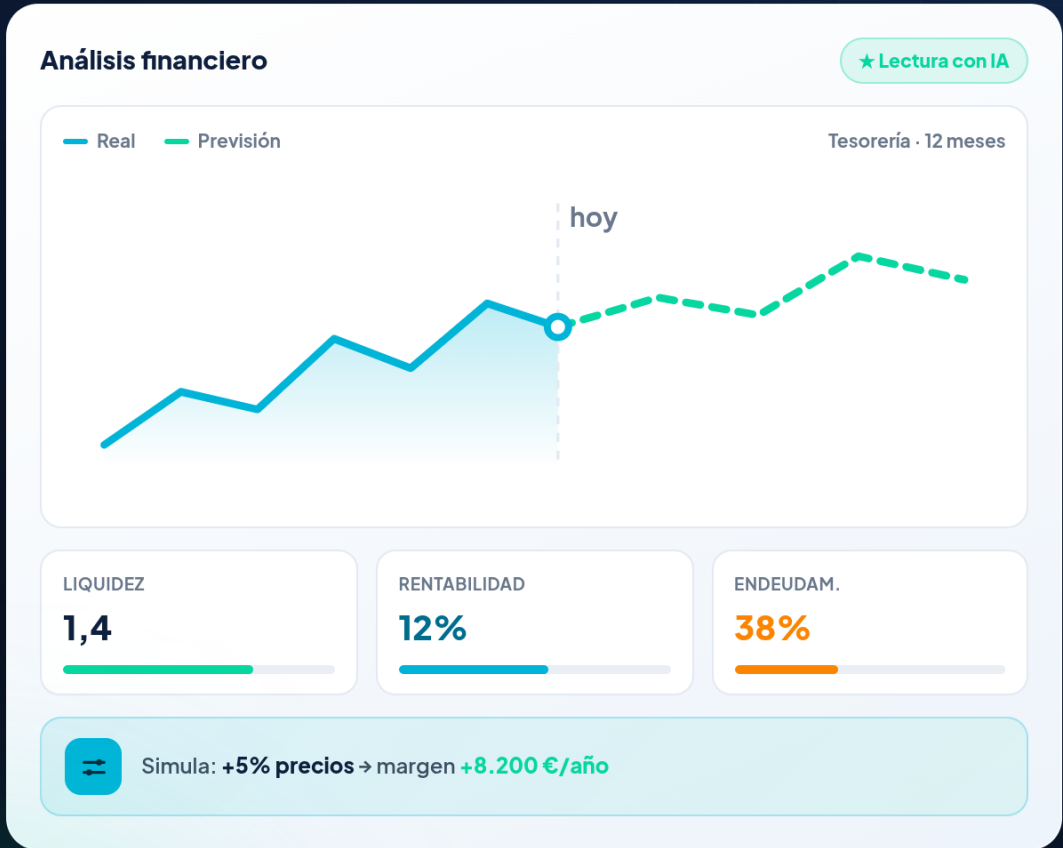 Análisis financiero
★ Lectura con IA
Real
Previsión
Tesorería · 12 meses
hoy
LIQUIDEZ
RENTABILIDAD
ENDEUDAM.
1,4
12%
38%
Simula: +5% precios → margen +8.200 €/año